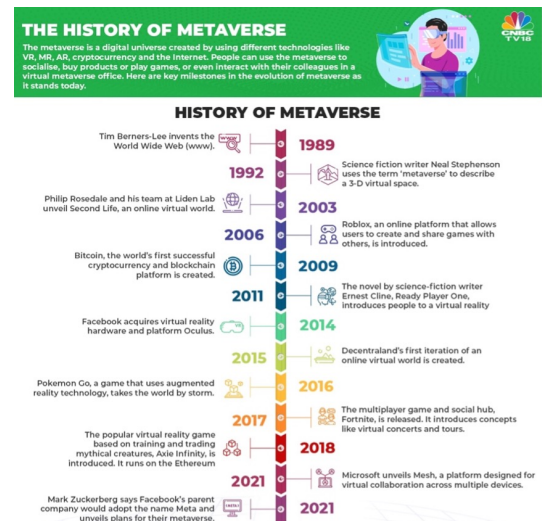 THE HISTORY OF METAVERSE
CNBC
TV18
The metaverse is a digital universe created by using different technologies like
VR, MR, AR, cryptocurrency and the Internet. People can use the metaverse to
socialise, buy products or play games, or even interact with their colleagues in a
virtual metaverse office. Here are key milestones in the evolution of metaverse as
it stands today.
HISTORY OF METAVERSE
Tim Berners-Lee invents the
World Wide Web (www).
WWW
1989
1992
Science fiction writer Neal Stephenson
uses the term 'metaverse' to describe
a 3-D virtual space.
Philip Rosedale and his team at Liden Lab
unveil Second Life, an online virtual world.
2003
2006
Roblox, an online platform that allows
users to create and share games with
others, is introduced.
Bitcoin, the world's first successful
cryptocurrency and blockchain
platform is created.
2009
2011
The novel by science-fiction writer
Ernest Cline, Ready Player One,
introduces people to a virtual reality
Facebook acquires virtual reality
hardware and platform Oculus.
2014
2015
Decentraland's first iteration of an
online virtual world is created.
Pokemon Go, a game that uses augmented
reality technology, takes the world by storm.
2016
2017
The multiplayer game and social hub,
Fortnite, is released. It introduces concepts
like virtual concerts and tours.
The popular virtual reality game
based on training and trading
mythical creatures, Axie Infinity, is
introduced. It runs on the Ethereum
2018
2021
Microsoft unveils Mesh, a platform designed for
virtual collaboration across multiple devices.
Mark Zuckerberg says Facebook's parent
company would adopt the name Meta and
unveils plans for their metaverse.
2021